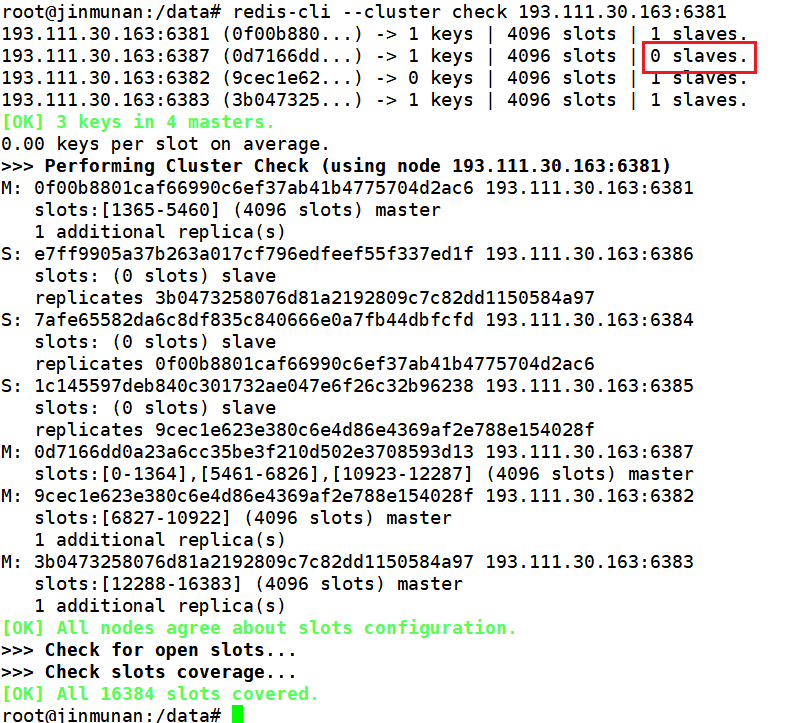 root@jinmunan:/data# redis-cli --cluster check 193.111.30.163:6381
193.111.30.163:6381 (0f00b880...) -> 1 keys | 4096 slots | 1 slaves.
193.111.30.163:6387 (0d7166dd...) -> 1 keys | 4096 slots | 0 slaves.
193.111.30.163:6382 (9cec1e62...) -> 0 keys | 4096 slots | 1 slaves.
193.111.30.163:6383 (3b047325...) -> 1 keys | 4096 slots | 1 slaves.
[OK] 3 keys in 4 masters.
0.00 keys per slot on average.
>>> Performing Cluster Check (using node 193.111.30.163:6381)
M: 0f00b8801caf66990c6ef37ab41b4775704d2ac6 193.111.30.163:6381
   slots:[1365-5460] (4096 slots) master
   1 additional replica(s)
S: e7ff9905a37b263a017cf796edfeef55f337ed1f 193.111.30.163:6386
   slots: (0 slots) slave
   replicates 3b0473258076d81a2192809c7c82dd1150584a97
S: 7afe65582da6c8df835c840666e0a7fb44dbfcfd 193.111.30.163:6384
   slots: (0 slots) slave
   replicates 0f00b8801caf66990c6ef37ab41b4775704d2ac6
S: 1c145597deb840c301732ae047e6f26c32b96238 193.111.30.163:6385
   slots: (0 slots) slave
   replicates 9cec1e623e380c6e4d86e4369af2e788e154028f
M: 0d7166dd0a23a6cc35be3f210d502e3708593d13 193.111.30.163:6387
   slots:[0-1364],[5461-6826],[10923-12287] (4096 slots) master
M: 9cec1e623e380c6e4d86e4369af2e788e154028f 193.111.30.163:6382
   slots:[6827-10922] (4096 slots) master
   1 additional replica(s)
M: 3b0473258076d81a2192809c7c82dd1150584a97 193.111.30.163:6383
   slots:[12288-16383] (4096 slots) master
   1 additional replica(s)
[OK] All nodes agree about slots configuration.
>>> Check for open slots...
>>> Check slots coverage...
[OK] All 16384 slots covered.
root@jinmunan:/data#